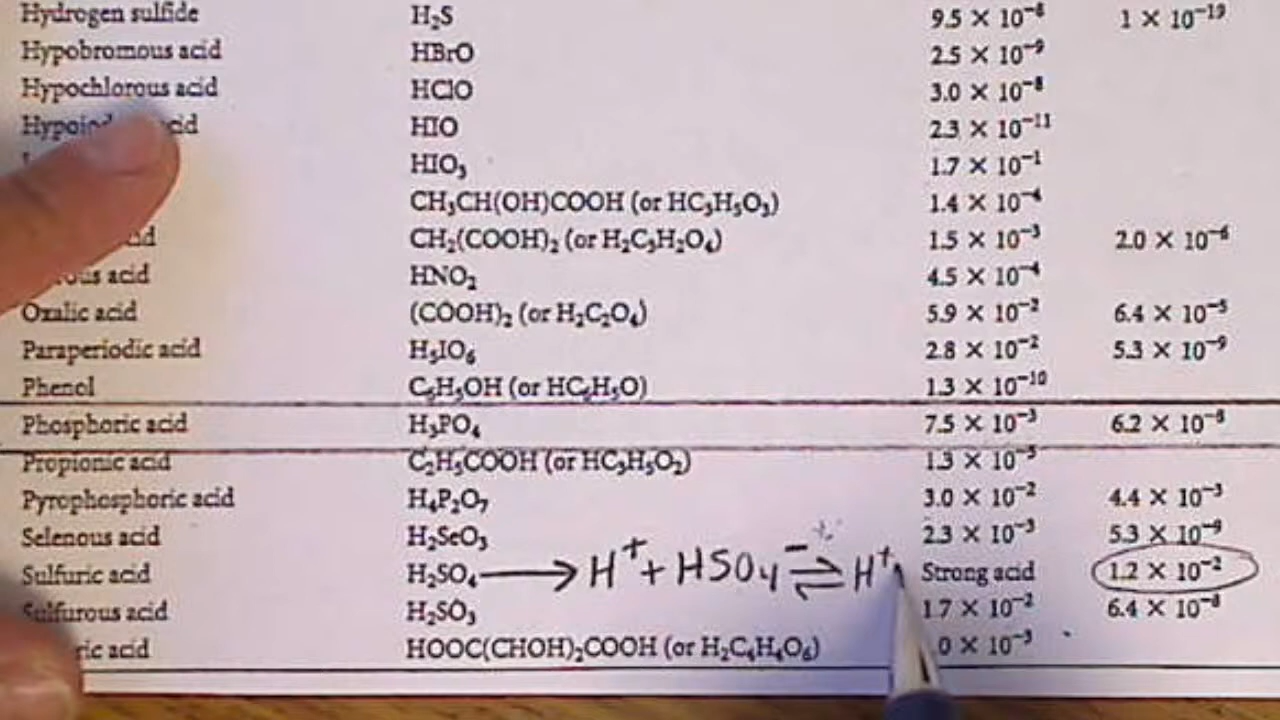 Hydrogen sulfide H₂S 9.5 × 10⁻⁸ 1 × 10⁻¹⁹
Hypobromous acid HBrO 2.5 × 10⁻⁹
Hypochlorous acid HClO 3.0 × 10⁻⁸
HIO 2.3 × 10⁻¹¹
HIO₃ 1.7 × 10⁻¹
CH₃CH(OH)COOH (or HC₃H₅O₃) 1.4 × 10⁻⁴
CH₂(COOH)₂ (or H₂C₃H₂O₄) 1.5 × 10⁻³ 2.0 × 10⁻⁶
acid HNO₂ 4.5 × 10⁻⁴
Oxalic acid (COOH)₂ (or H₂C₂O₄) 5.9 × 10⁻² 6.4 × 10⁻⁵
Paraperiodic acid H₅IO₆ 2.8 × 10⁻² 5.3 × 10⁻⁹
Phenol C₆H₅OH (or HC₆H₅O) 1.3 × 10⁻¹⁰
Phosphoric acid H₃PO₄ 7.5 × 10⁻³ 6.2 × 10⁻⁸
Propionic acid C₂H₅COOH (or HC₃H₅O₂) 1.3 × 10⁻⁵
Pyrophosphoric acid H₄P₂O₇ 3.0 × 10⁻² 4.4 × 10⁻³
Selenous acid H₂SeO₃ 2.3 × 10⁻³ 5.3 × 10⁻⁹
Sulfuric acid H₂SO₄ ⟶ H⁺ + HSO₄⁻ ⇌ H⁺ Strong acid 1.2 × 10⁻²
Sulfurous acid H₂SO₃ 1.7 × 10⁻² 6.4 × 10⁻⁸
acid HOOC(CHOH)₂COOH (or H₂C₄H₄O₆) 0 × 10⁻³